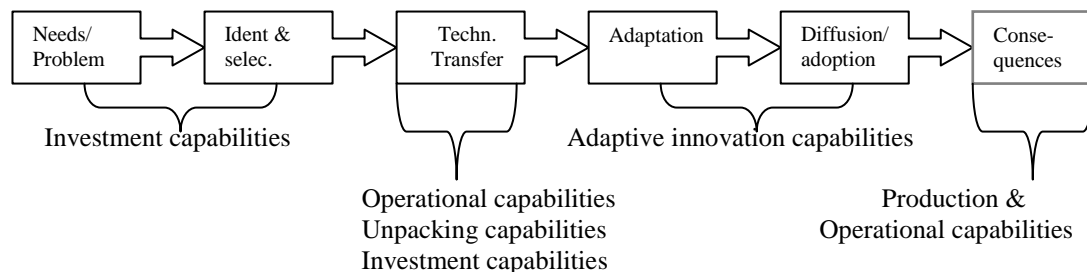 Needs/
Problem
Ident &
selec.
Techn.
Transfer
Adaptation
Diffusion/
adoption
Conse-
quences
Investment capabilities
Adaptive innovation capabilities
Operational capabilities
Unpacking capabilities
Investment capabilities
Production &
Operational capabilities